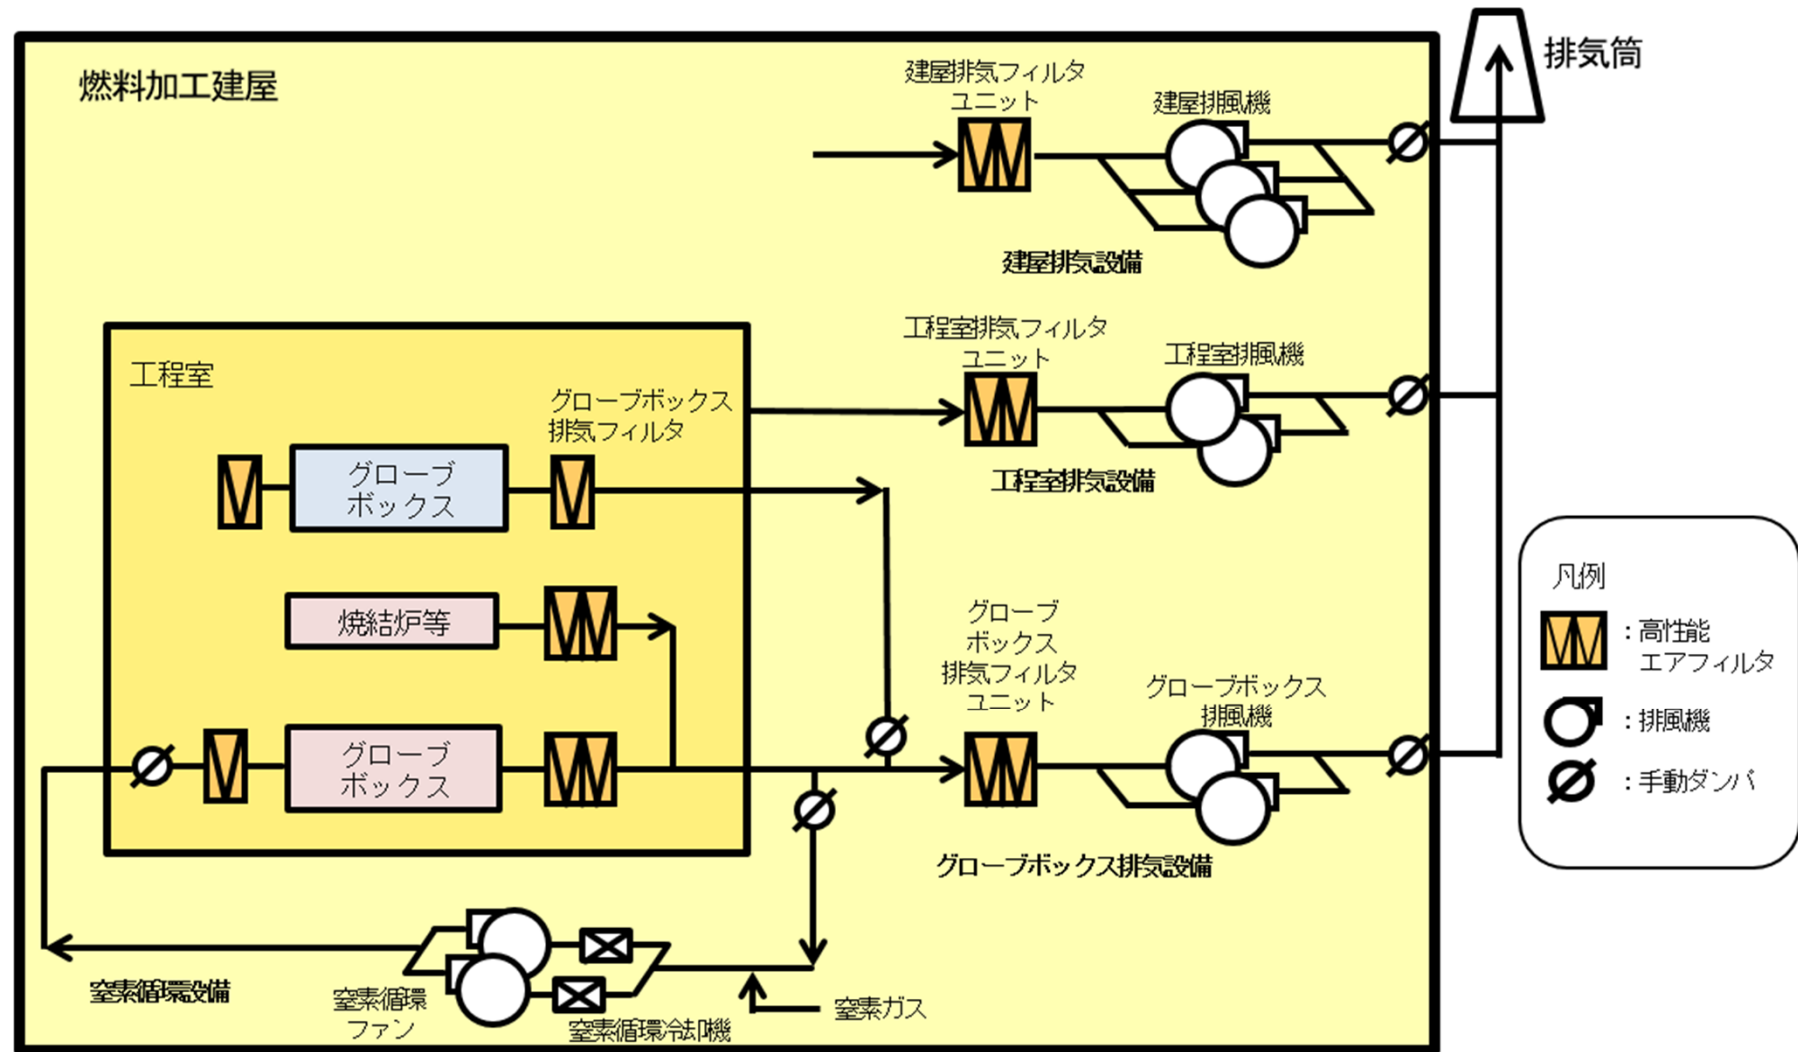 燃料加工建屋
建屋排気フィルタ
ユニット
建屋排風機
排気筒
建屋排気設備
工程室
グローブボックス
排気フィルタ
工程室排気フィルタ
ユニット
工程室排風機
工程室排気設備
グローブ
ボックス
焼結炉等
グローブ
ボックス
グローブ
ボックス
排気フィルタ
ユニット
グローブボックス
排風機
グローブボックス排気設備
窒素循環設備
窒素循環
ファン
窒素循環冷却機
窒素ガス
凡例
：高性能
エアフィルタ
：排風機
：手動ダンパ